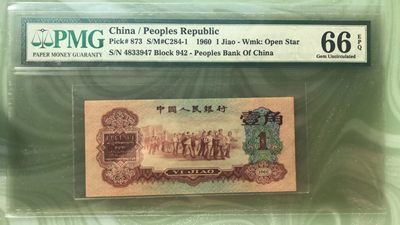 PMG
PAPER MONEY GUARANTY
China / Peoples Republic
Pick# 873 S/M#C284-1 1960 1 Jiao - Wmk: Open Star
S/N 4833947 Block 942 - Peoples Bank Of China
66 EPQ
Gem Uncirculated
中国人民银行
壹角
1
YI JIAO
1960